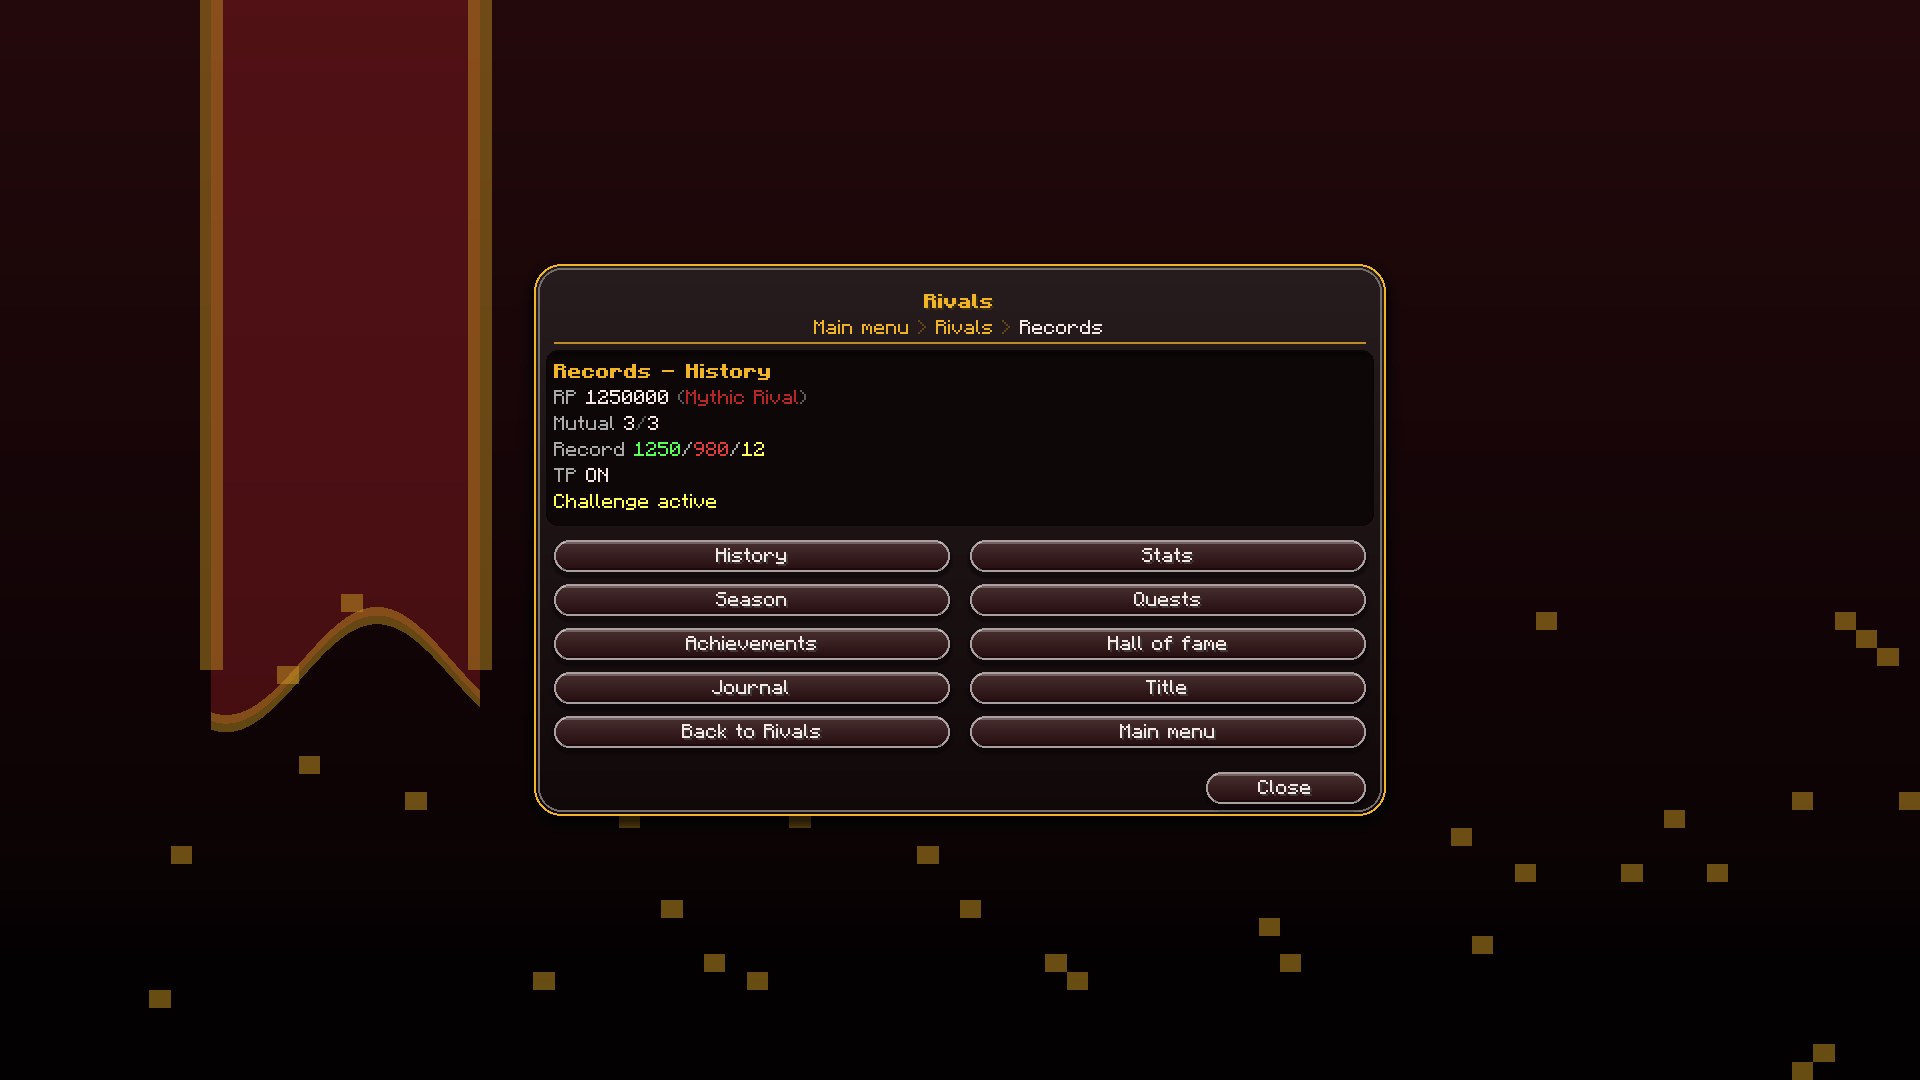 Rivals
Main menu > Rivals > Records
Records - History
RP 1250000 (Mythic Rival)
Mutual 3/3
Record 1250/980/12
TP ON
Challenge active
History
Stats
Season
Quests
Achievements
Hall of fame
Journal
Title
Back to Rivals
Main menu
Close